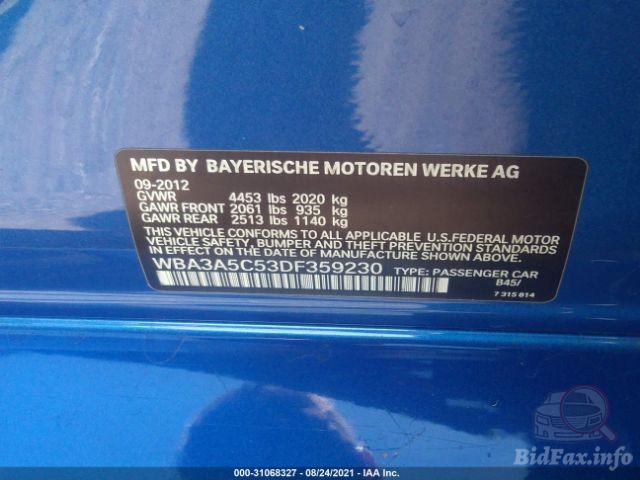 MFD BY BAYERISCHE MOTOREN WERKE AG
09-2012
GVWR 4453 lbs 2020 kg
GAWR FRONT 2061 lbs 935 kg
GAWR REAR 2513 lbs 1140 kg
THIS VEHICLE CONFORMS TO ALL APPLICABLE U.S.FEDERAL MOTOR
VEHICLE SAFETY, BUMPER AND THEFT PREVENTION STANDARDS
IN EFFECT ON THE DATE OF MANUFACTURE SHOWN ABOVE.
WBA3A5C53DF359230 TYPE: PASSENGER CAR
B45/
7 315 814
BidFax.info
000-31068327 - 08/24/2021 - IAA Inc.